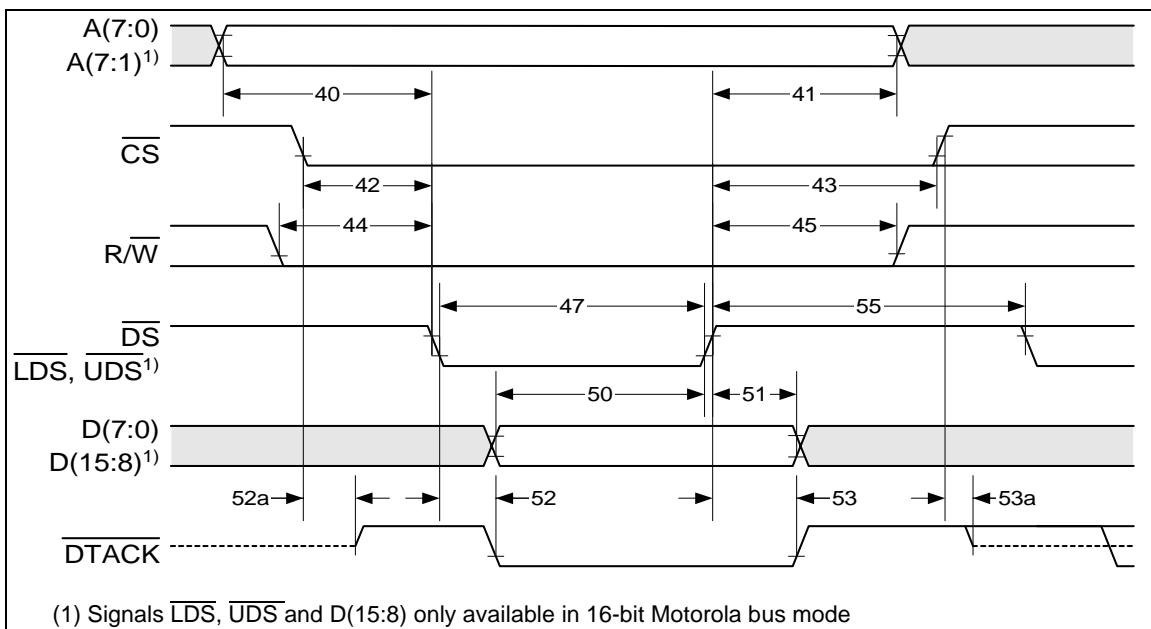 A(7:0)
A(7:1)1)
40
41
CS
42
43
44
45
R/W
47
55
DS
LDS, UDS1)
50
51
D(7:0)
D(15:8)1)
52a
52
53
53a
DTACK
(1) Signals LDS, UDS and D(15:8) only available in 16-bit Motorola bus mode